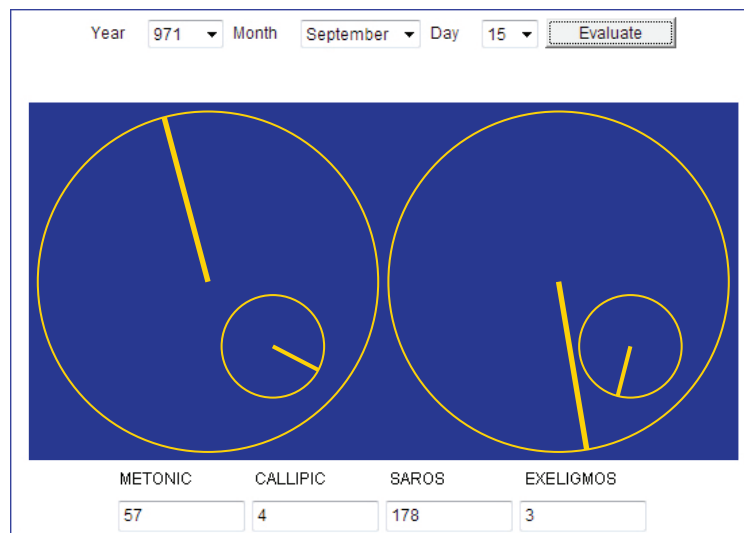 Year 971 Month September Day 15 Evaluate
METONIC CALLIPIC SAROS EXELIGMOS
57 4 178 3